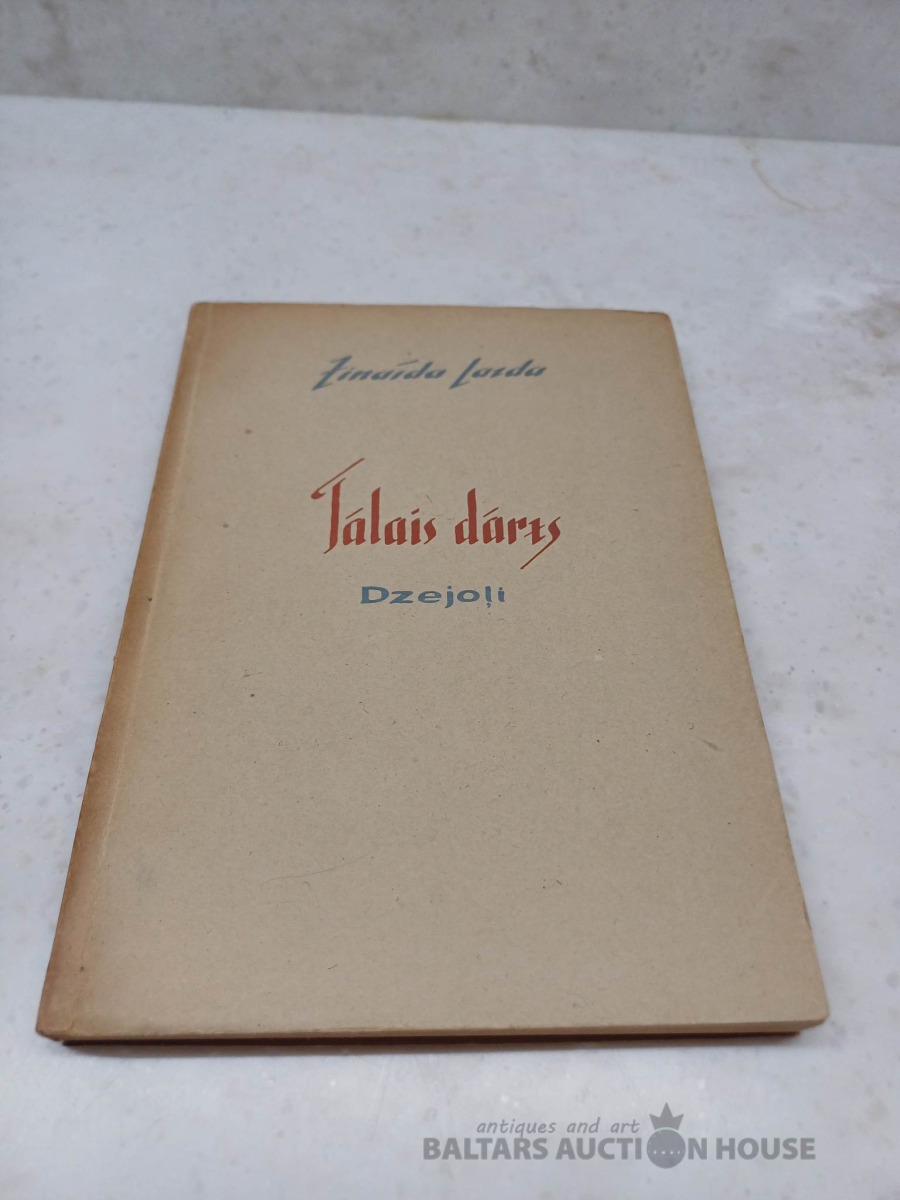 Zinaīda Lazda
Tālais dārzs
Dzejoļi
antiques and art
BALTARS AUCTION HOUSE